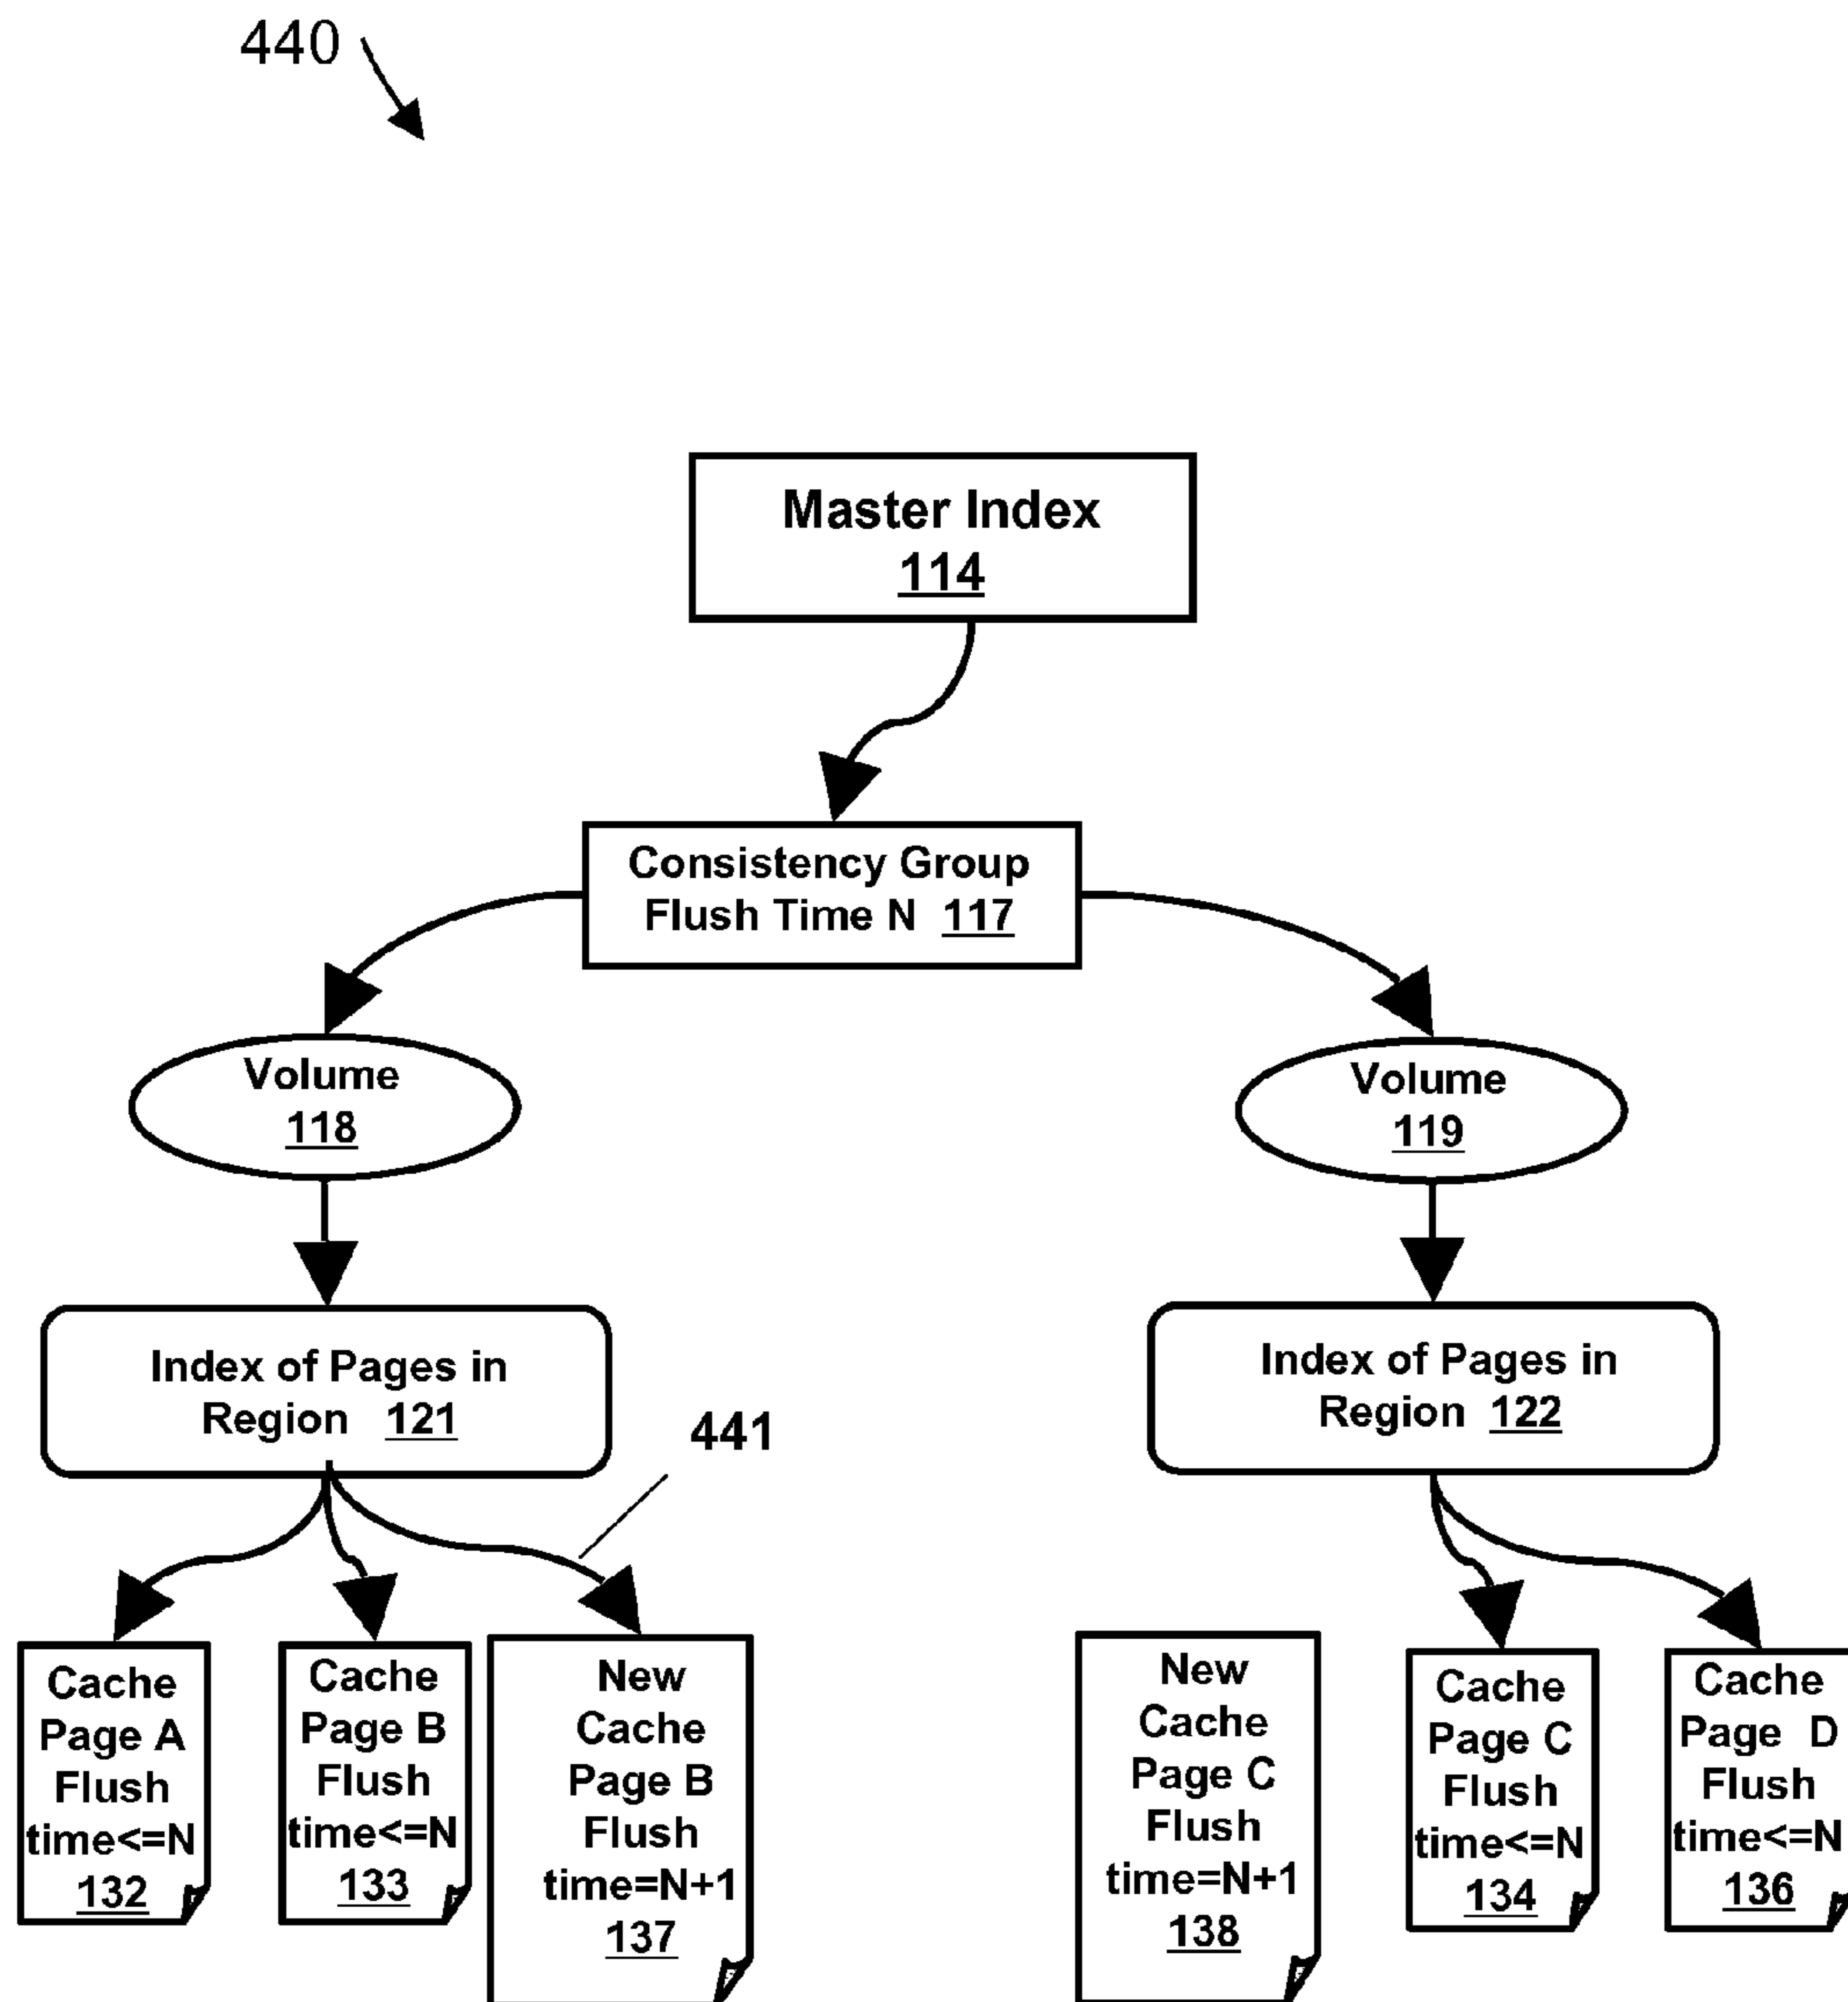 440
Master Index
114
Consistency Group
Flush Time N 117
Volume
118
Volume
119
Index of Pages in
Region 121
Index of Pages in
Region 122
441
Cache
Page A
Flush
time<=N
132
Cache
Page B
Flush
time<=N
133
New
Cache
Page B
Flush
time=N+1
137
New
Cache
Page C
Flush
time=N+1
138
Cache
Page C
Flush
time<=N
134
Cache
Page D
Flush
time<=N
136